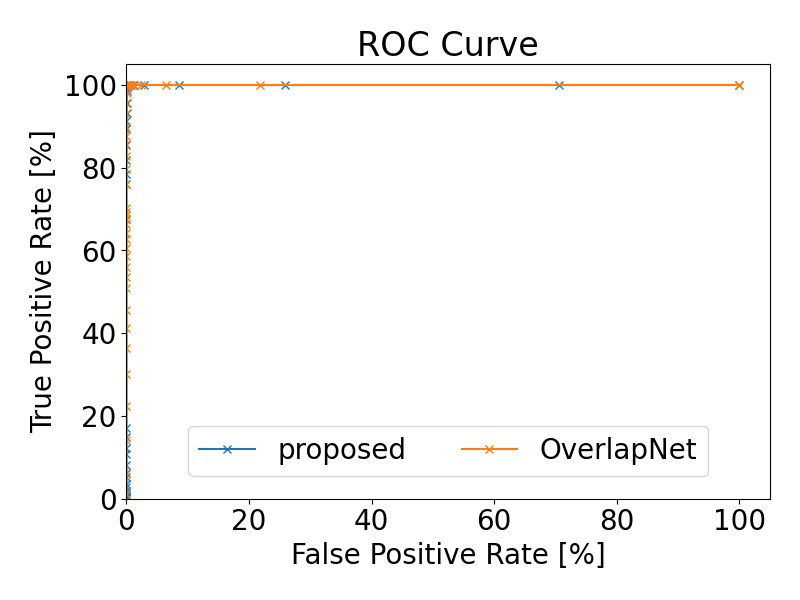 ROC Curve
True Positive Rate [%]
100
80
60
40
20
0
proposed
OverlapNet
0 20 40 60 80 100
False Positive Rate [%]